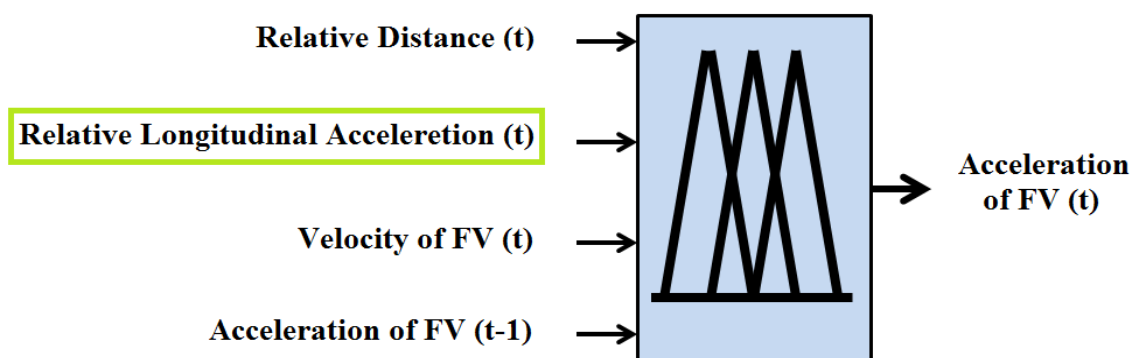 Relative Distance (t)
Relative Longitudinal Acceleretion (t)
Velocity of FV (t)
Acceleration of FV (t-1)
Acceleration
of FV (t)